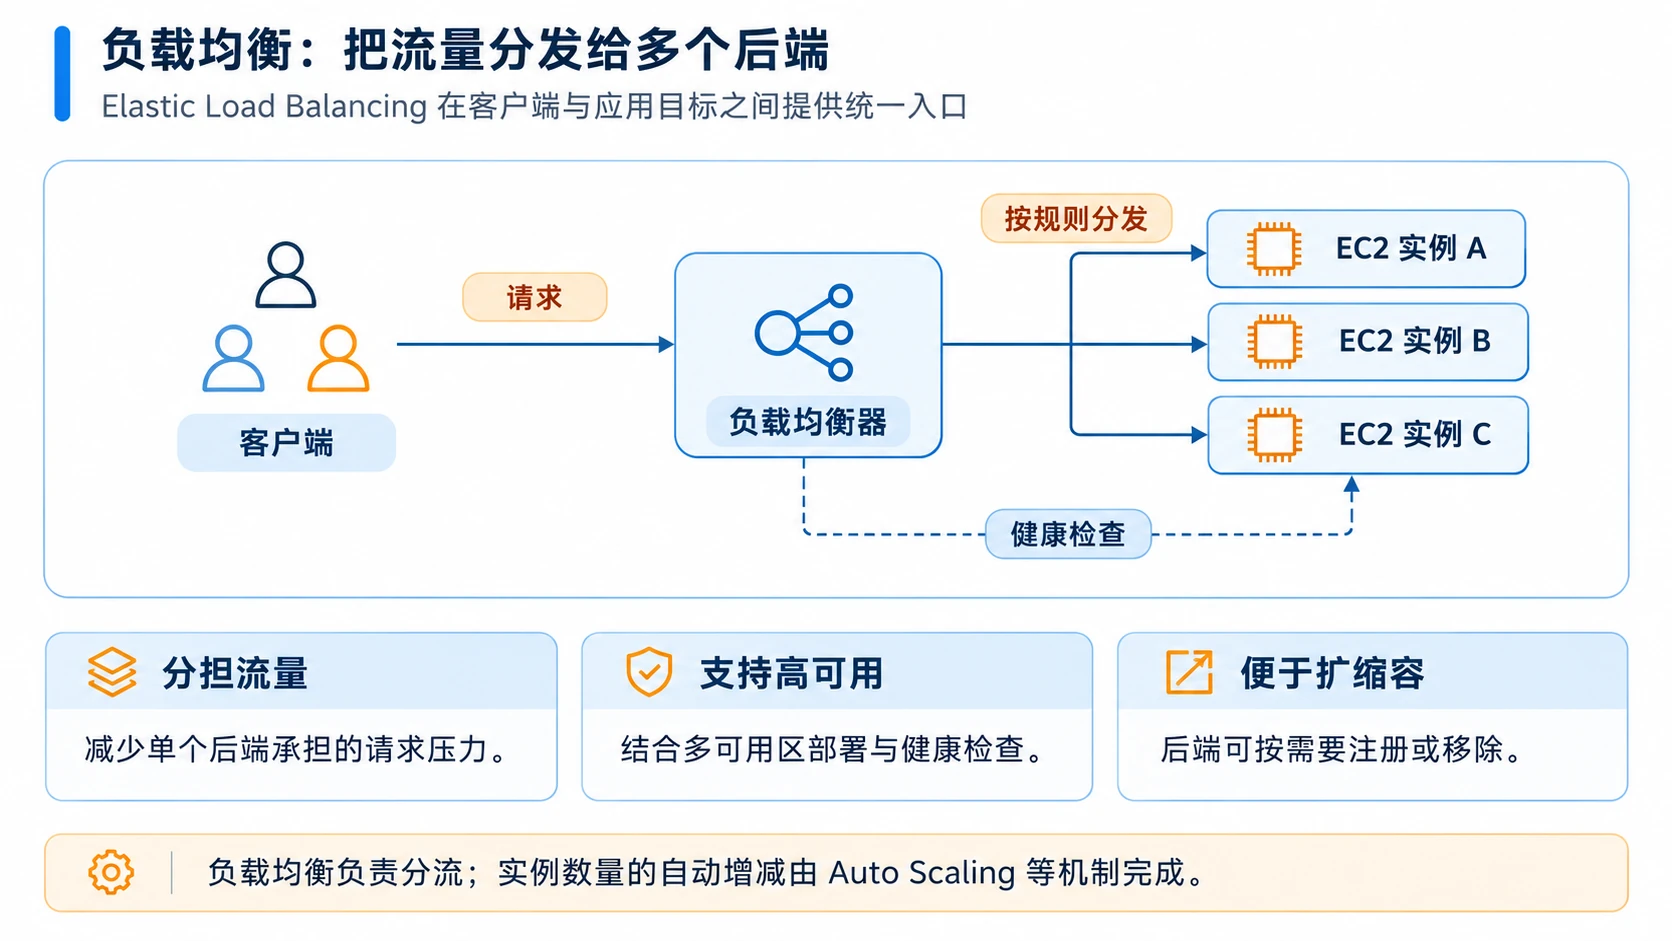 负载均衡：把流量分发给多个后端
Elastic Load Balancing 在客户端与应用目标之间提供统一入口
客户端
请求
负载均衡器
按规则分发
EC2 实例 A
EC2 实例 B
EC2 实例 C
健康检查
分担流量
减少单个后端承担的请求压力。
支持高可用
结合多可用区部署与健康检查。
便于扩缩容
后端可按需要注册或移除。
负载均衡负责分流；实例数量的自动增减由 Auto Scaling 等机制完成。